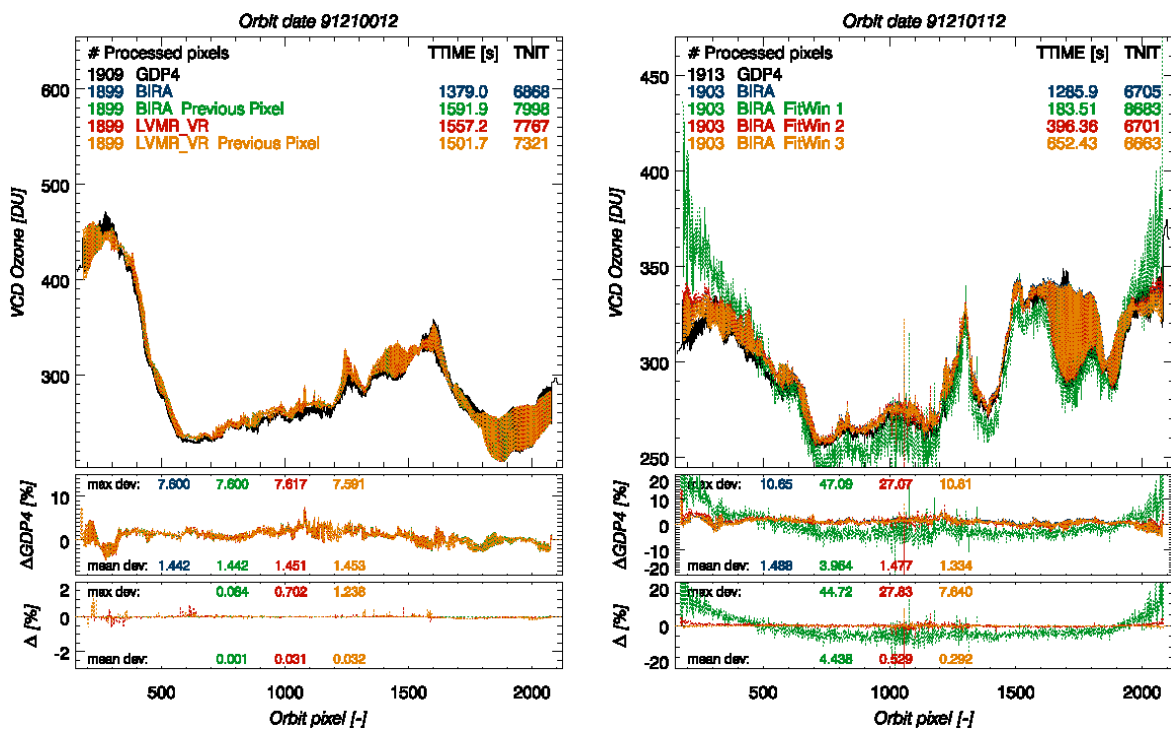 Orbit date 91210012
# Processed pixels TTIME [s] TNIT
1909 GDP4
1899 BIRA 1379.0 6868
1899 BIRA Previous Pixel 1591.9 7998
1899 LVMR_VR 1557.2 7767
1899 LVMR_VR Previous Pixel 1501.7 7321
600
500
400
300
VCD Ozone [DU]
max dev: 7.600 7.600 7.617 7.591
10
0
ΔGDP4 [%]
mean dev: 1.442 1.442 1.451 1.453
max dev: 0.064 0.702 1.236
2
0
-2
Δ [%]
mean dev: 0.001 0.031 0.032
500 1000 1500 2000
Orbit pixel [-]
Orbit date 91210112
# Processed pixels TTIME [s] TNIT
1913 GDP4
1903 BIRA 1285.9 6705
1903 BIRA FitWin 1 183.51 8683
1903 BIRA FitWin 2 396.36 6701
1903 BIRA FitWin 3 652.43 6663
450
400
350
300
250
VCD Ozone [DU]
max dev: 10.65 47.09 27.07 10.81
20
10
0
-10
-20
ΔGDP4 [%]
mean dev: 1.488 3.964 1.477 1.334
max dev: 44.72 27.83 7.640
20
10
0
-10
-20
Δ [%]
mean dev: 4.438 0.529 0.292
500 1000 1500 2000
Orbit pixel [-]